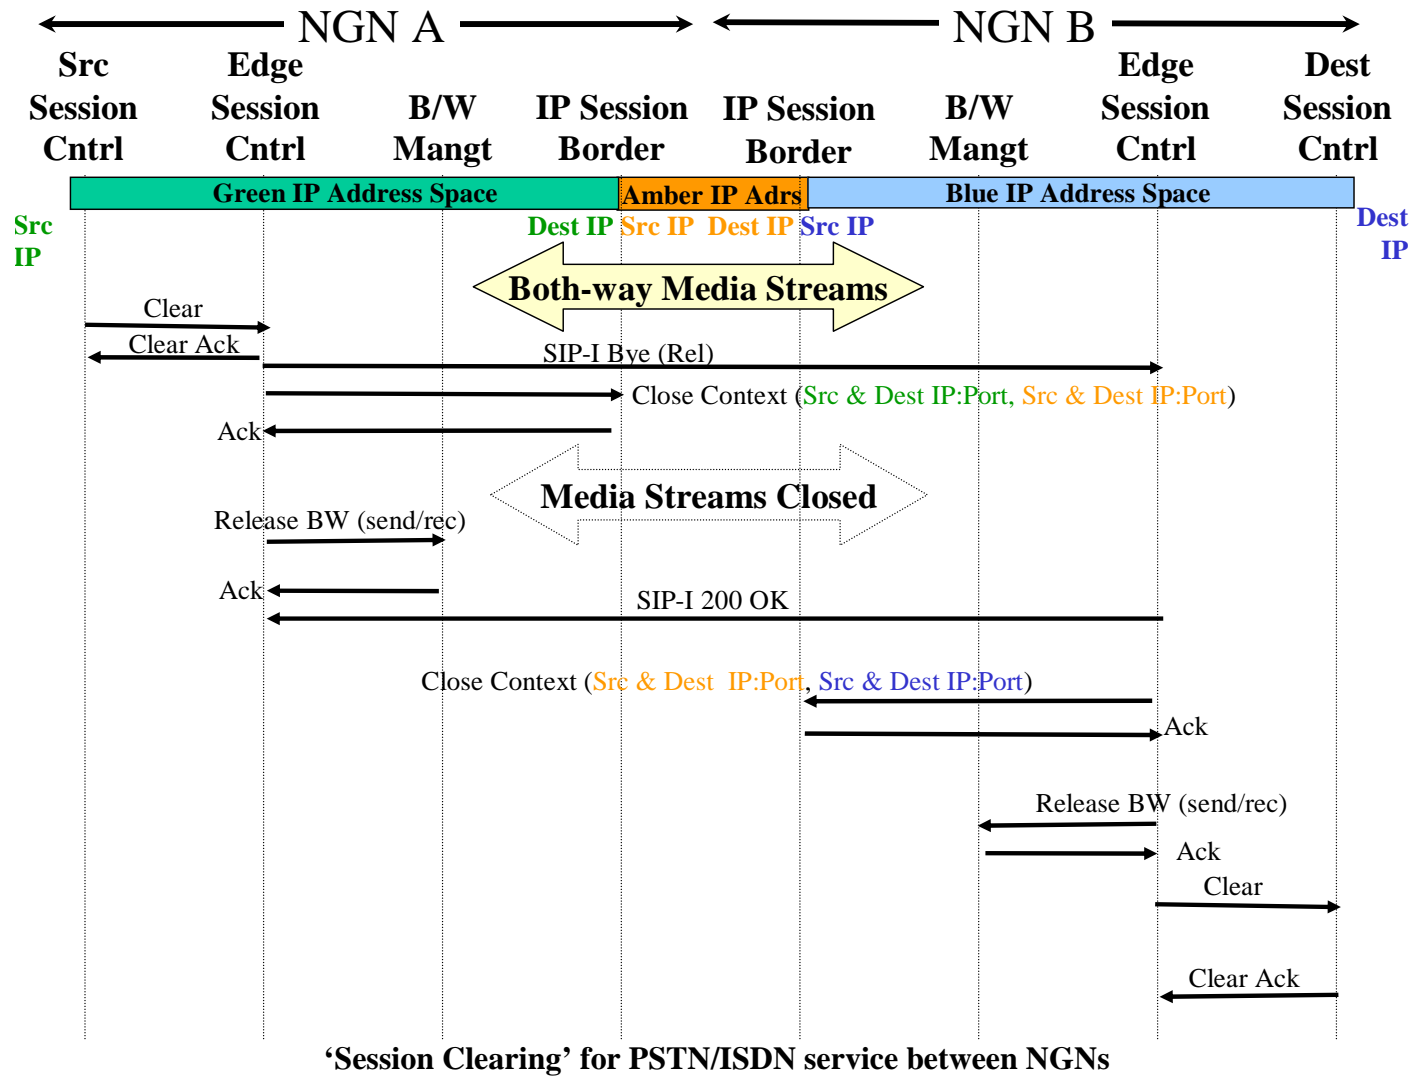 NGN A
NGN B
Src
Session
Cntrl
Edge
Session
Cntrl
B/W
Mangt
IP Session
Border
IP Session
Border
B/W
Mangt
Edge
Session
Cntrl
Dest
Session
Cntrl
Green IP Address Space
Amber IP Adrs
Blue IP Address Space
Src
IP
Dest IP
Src IP
Dest IP
Src IP
Dest
IP
Both-way Media Streams
Clear
Clear Ack
SIP-I Bye (Rel)
Close Context (Src & Dest IP:Port, Src & Dest IP:Port)
Ack
Media Streams Closed
Release BW (send/rec)
Ack
SIP-I 200 OK
Close Context (Src & Dest  IP:Port, Src & Dest IP:Port)
Ack
Release BW (send/rec)
Ack
Clear
Clear Ack
‘Session Clearing’ for PSTN/ISDN service between NGNs